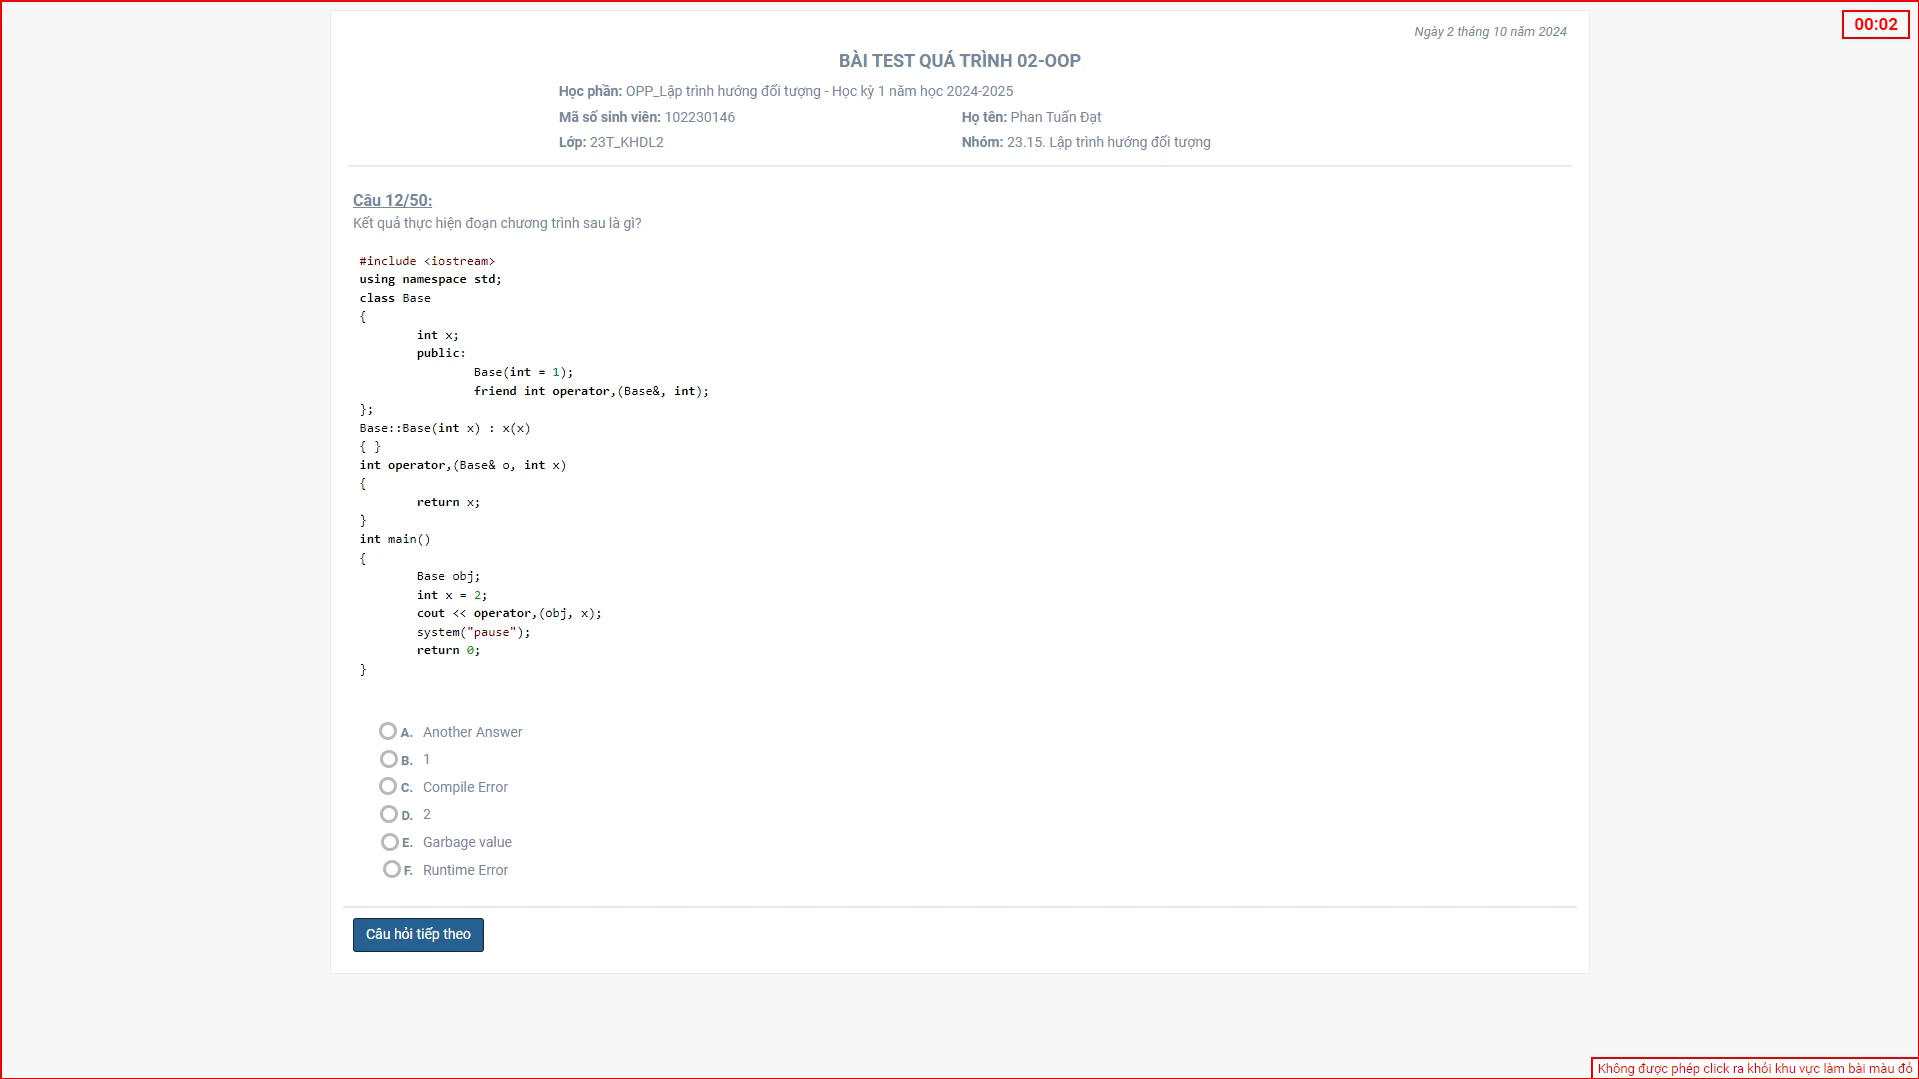 Ngày 2 tháng 10 năm 2024
00:02
BÀI TEST QUÁ TRÌNH 02-OOP
Học phần: OPP_Lập trình hướng đối tượng - Học kỳ 1 năm học 2024-2025
Mã số sinh viên: 102230146
Họ tên: Phan Tuấn Đạt
Lớp: 23T_KHDL2
Nhóm: 23.15. Lập trình hướng đối tượng
Câu 12/50:
Kết quả thực hiện đoạn chương trình sau là gì?
#include <iostream>
using namespace std;
class Base
{
int x;
public:
Base(int = 1);
friend int operator,(Base&, int);
};
Base::Base(int x) : x(x)
{ }
int operator,(Base& o, int x)
{
return x;
}
int main()
{
Base obj;
int x = 2;
cout << operator,(obj, x);
system("pause");
return 0;
}
A. Another Answer
B. 1
C. Compile Error
D. 2
E. Garbage value
F. Runtime Error
Câu hỏi tiếp theo
Không được phép click ra khỏi khu vực làm bài màu đỏ